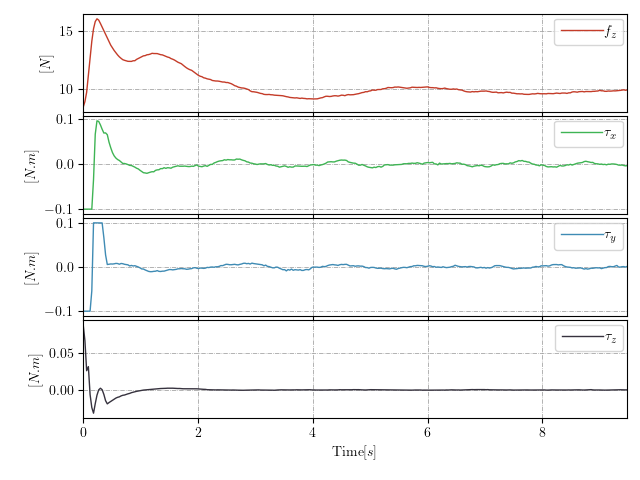 15
10
[N]
f_z
0.1
0.0
−0.1
[N.m]
τ_x
0.1
0.0
−0.1
[N.m]
τ_y
0.05
0.00
[N.m]
τ_z
0 2 4 6 8
Time[s]